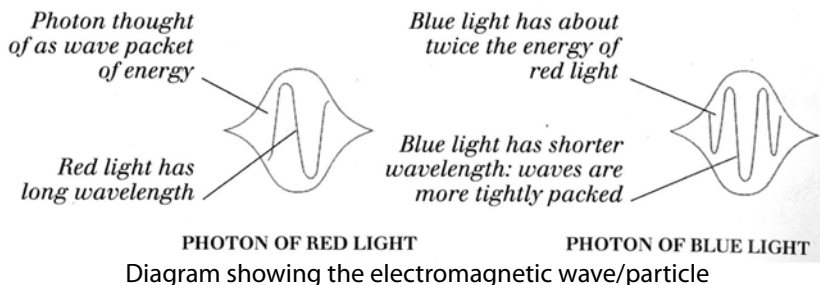 Photon thought
of as wave packet
of energy
Red light has
long wavelength
PHOTON OF RED LIGHT
Blue light has about
twice the energy of
red light
Blue light has shorter
wavelength: waves are
more tightly packed
PHOTON OF BLUE LIGHT
Diagram showing the electromagnetic wave/particle